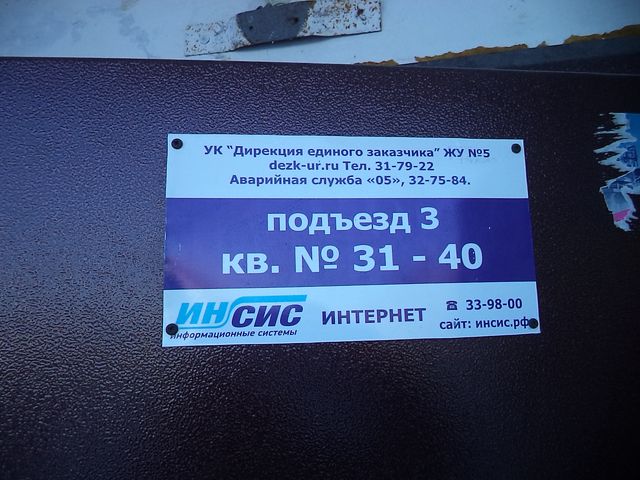 УК "Дирекция единого заказчика" ЖУ №5
dezk-ur.ru Тел. 31-79-22
Аварийная служба «05», 32-75-84.
подъезд 3
кв. № 31 - 40
ИНСИС
информационные системы
ИНТЕРНЕТ
☎ 33-98-00
сайт: инсис.рф